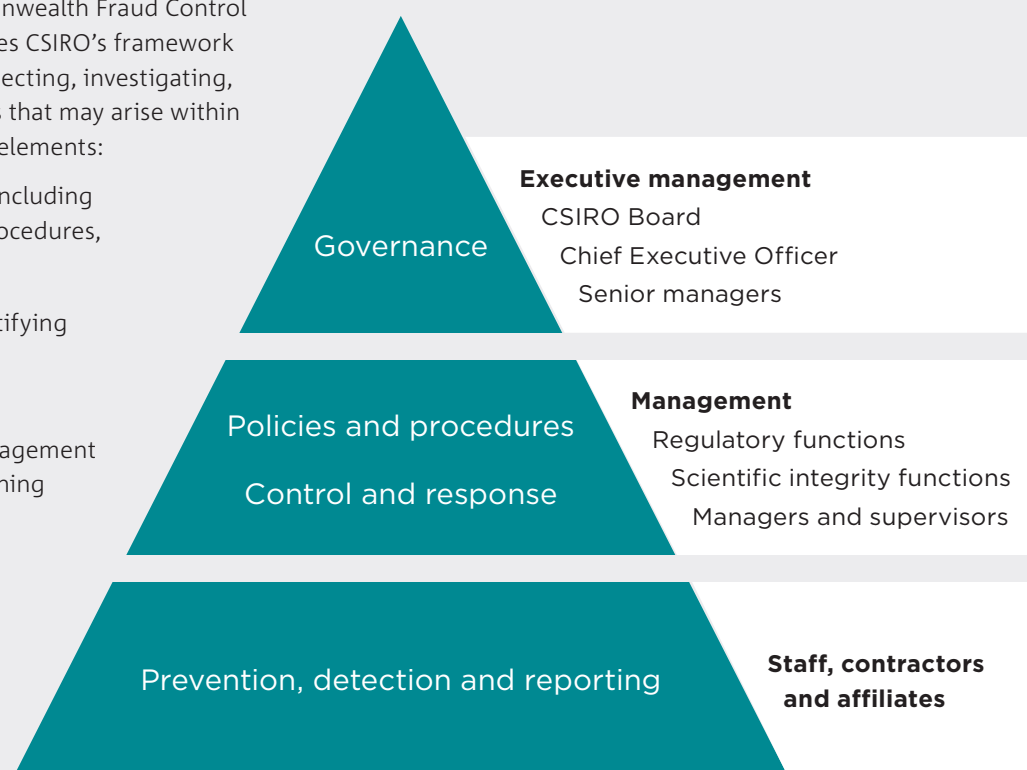 nwealth Fraud Control
es CSIRO's framework
ecting, investigating,
s that may arise within
elements:
ncluding
ocedures,
tifying
agement
ning
Governance
Executive management
CSIRO Board
Chief Executive Officer
Senior managers
Policies and procedures
Control and response
Management
Regulatory functions
Scientific integrity functions
Managers and supervisors
Prevention, detection and reporting
Staff, contractors
and affiliates